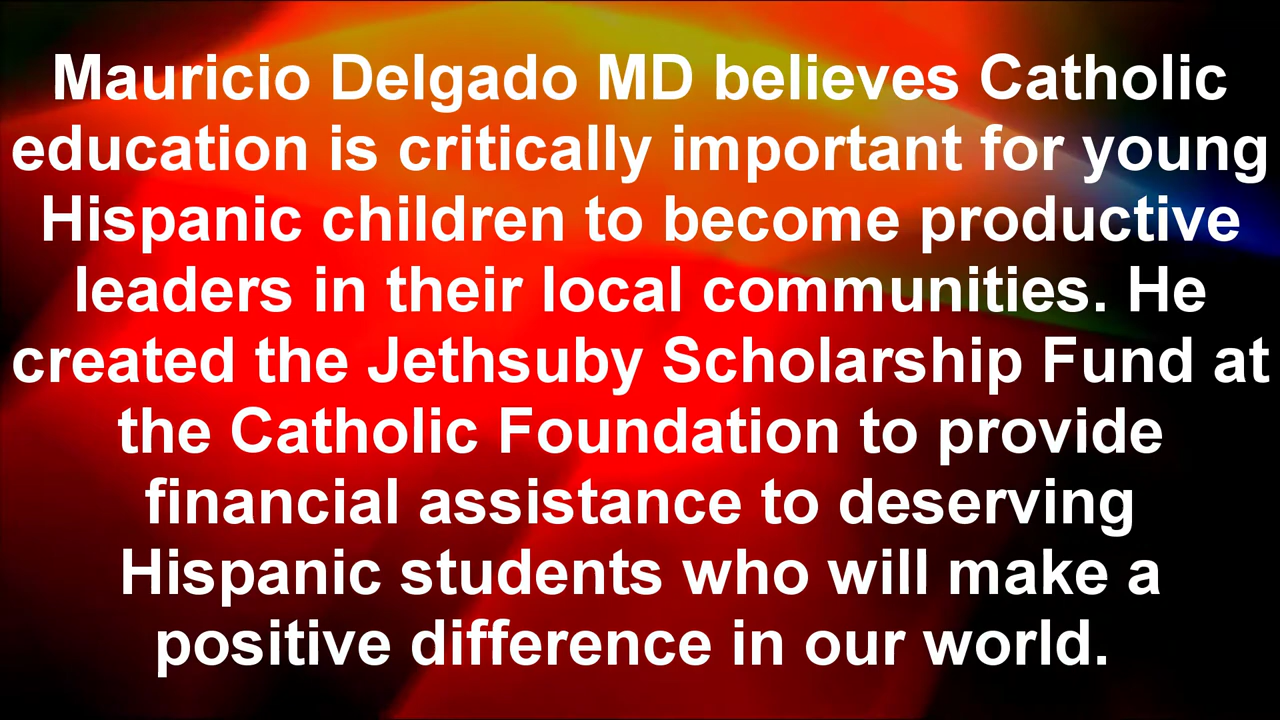 Mauricio Delgado MD believes Catholic
education is critically important for young
Hispanic children to become productive
leaders in their local communities. He
created the Jethsuby Scholarship Fund at
the Catholic Foundation to provide
financial assistance to deserving
Hispanic students who will make a
positive difference in our world.